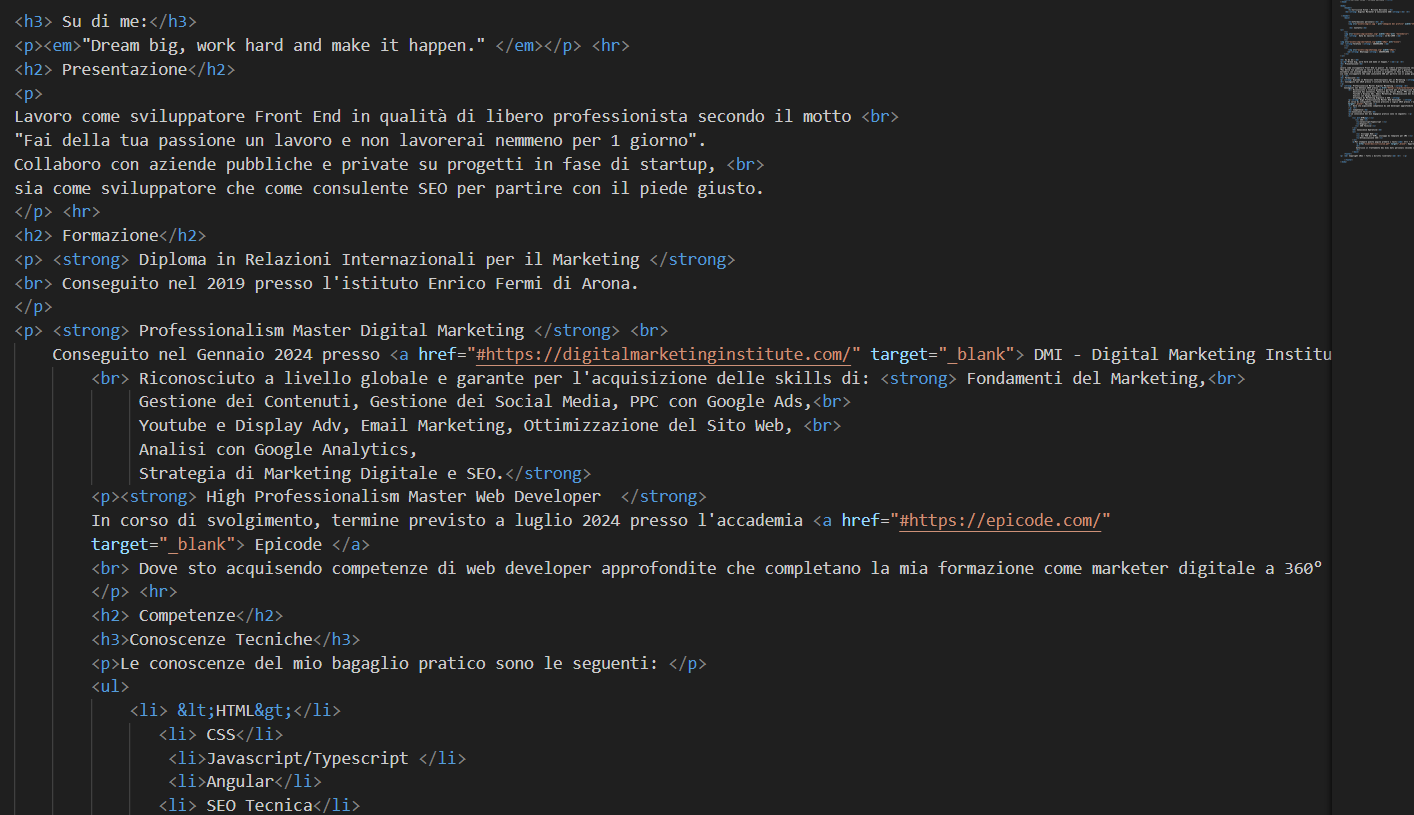 <h3> Su di me:</h3>
<p><em>"Dream big, work hard and make it happen." </em></p> <hr>
<h2> Presentazione</h2>
<p>
Lavoro come sviluppatore Front End in qualità di libero professionista secondo il motto <br>
"Fai della tua passione un lavoro e non lavorerai nemmeno per 1 giorno".
Collaboro con aziende pubbliche e private su progetti in fase di startup, <br>
sia come sviluppatore che come consulente SEO per partire con il piede giusto.
</p> <hr>
<h2> Formazione</h2>
<p> <strong> Diploma in Relazioni Internazionali per il Marketing </strong>
<br> Conseguito nel 2019 presso l'istituto Enrico Fermi di Arona.
</p>
<p> <strong> Professionalism Master Digital Marketing </strong> <br>
Conseguito nel Gennaio 2024 presso <a href="#https://digitalmarketinginstitute.com/" target="_blank"> DMI - Digital Marketing Institu
<br> Riconosciuto a livello globale e garante per l'acquisizione delle skills di: <strong> Fondamenti del Marketing,<br>
Gestione dei Contenuti, Gestione dei Social Media, PPC con Google Ads,<br>
Youtube e Display Adv, Email Marketing, Ottimizzazione del Sito Web, <br>
Analisi con Google Analytics,
Strategia di Marketing Digitale e SEO.</strong>
<p><strong> High Professionalism Master Web Developer  </strong>
In corso di svolgimento, termine previsto a luglio 2024 presso l'accademia <a href="#https://epicode.com/"
target="_blank"> Epicode </a>
<br> Dove sto acquisendo competenze di web developer approfondite che completano la mia formazione come marketer digitale a 360°
</p> <hr>
<h2> Competenze</h2>
<h3>Conoscenze Tecniche</h3>
<p>Le conoscenze del mio bagaglio pratico sono le seguenti: </p>
<ul>
<li> &lt;HTML&gt;</li>
<li> CSS</li>
<li>Javascript/Typescript </li>
<li>Angular</li>
<li> SEO Tecnica</li>